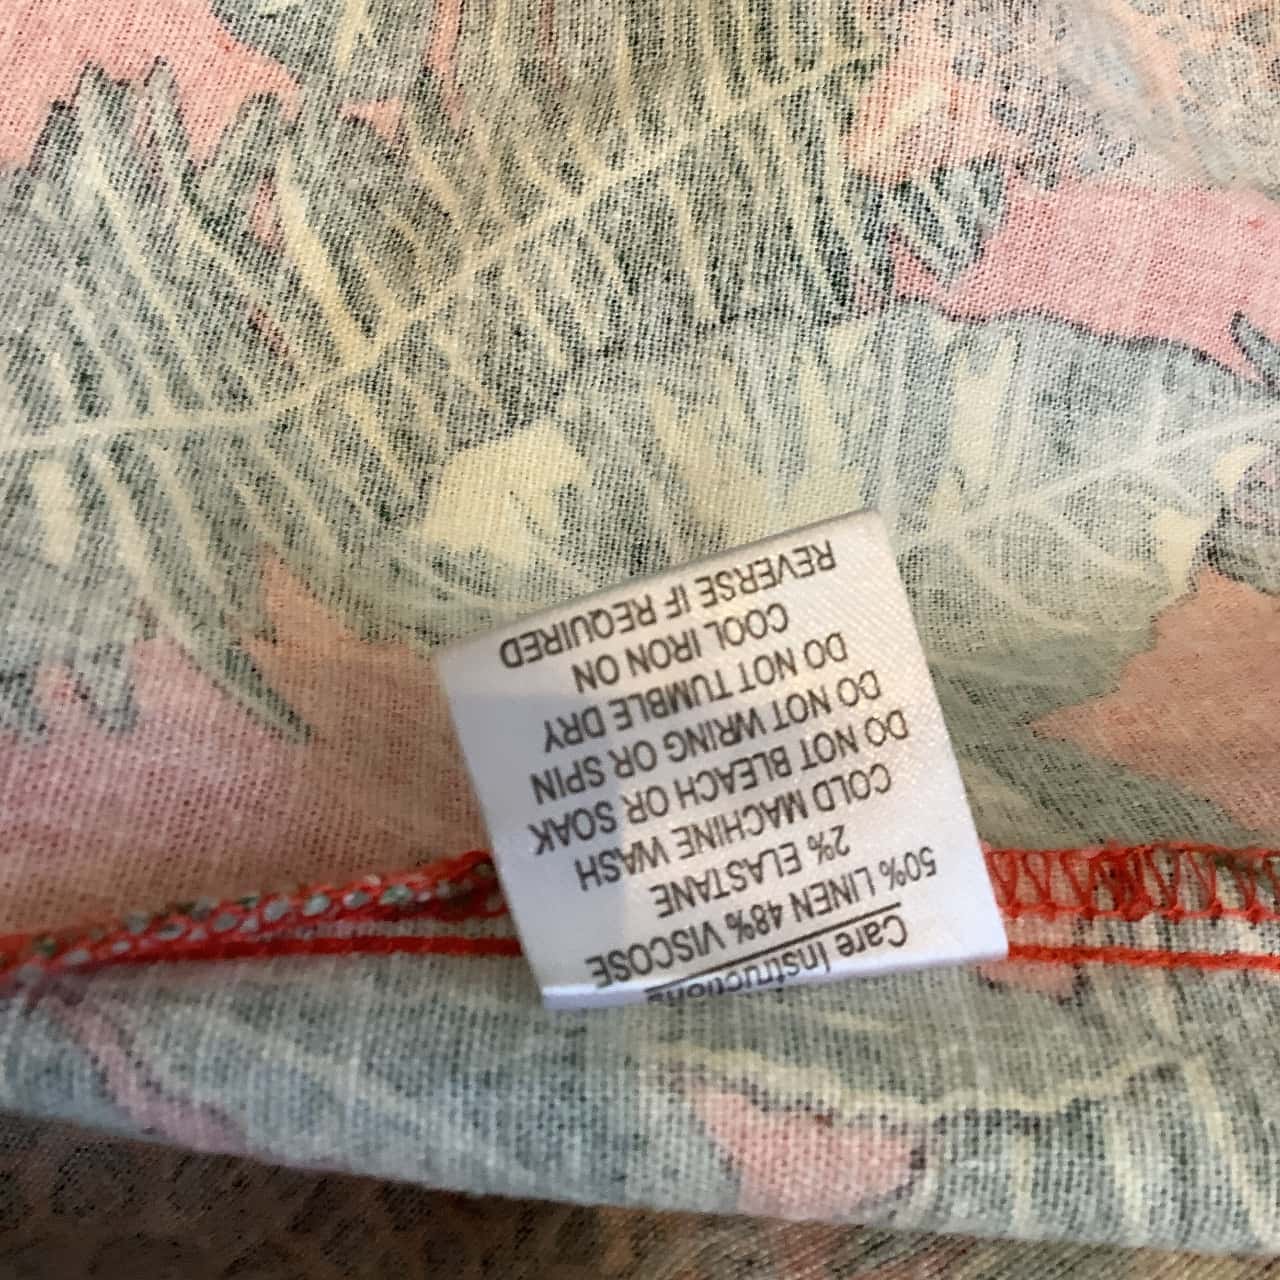 Care Instructions
50% LINEN 48% VISCOSE
2% ELASTANE
COLD MACHINE WASH
DO NOT BLEACH OR SOAK
DO NOT WRING OR SPIN
DO NOT TUMBLE DRY
COOL IRON ON
REVERSE IF REQUIRED